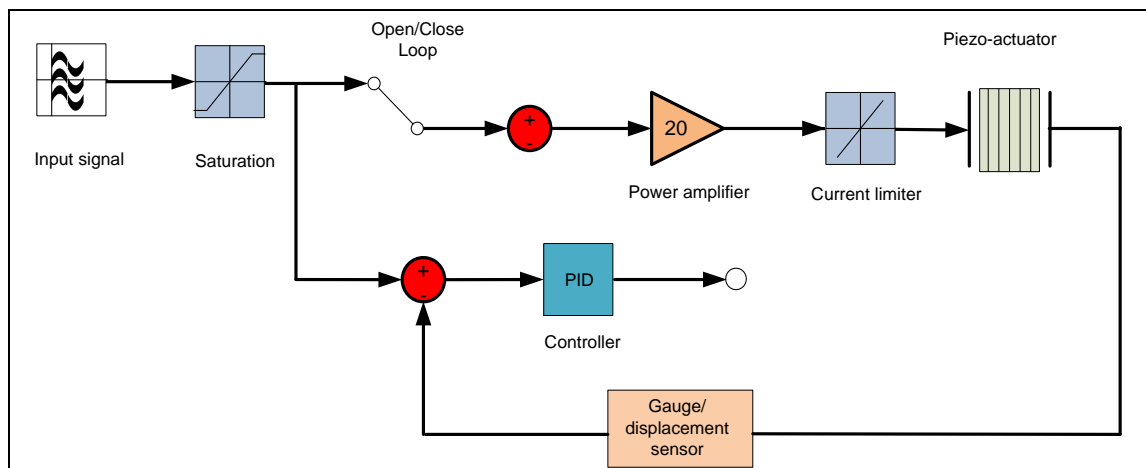 Open/Close
Loop
Piezo-actuator
Input signal
Saturation
+
-
20
Power amplifier
Current limiter
+
-
PID
Controller
Gauge/
displacement
sensor